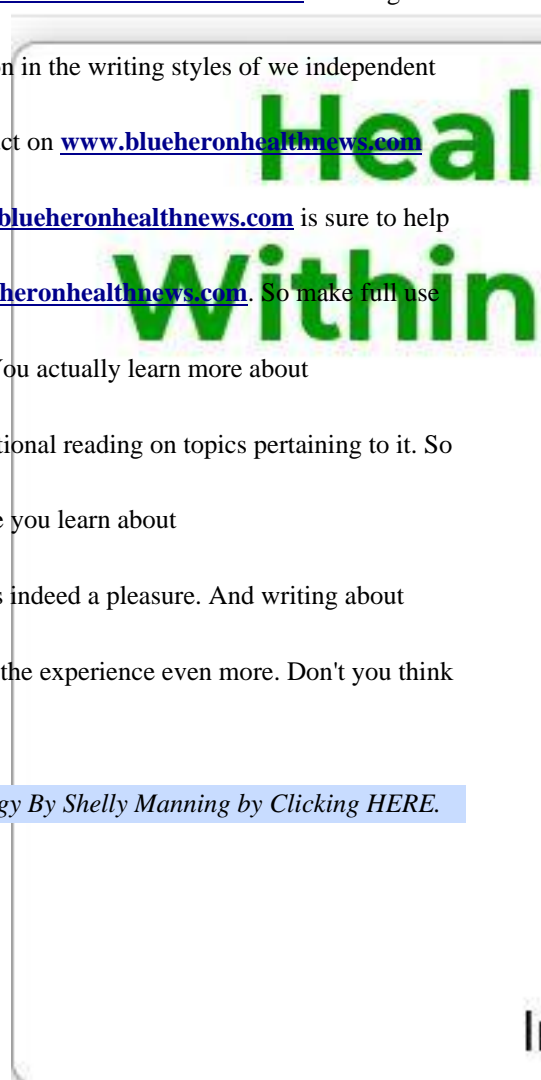 n in the writing styles of we independent
Heal
ct on www.blueheronhealthnews.com
blueheronhealthnews.com is sure to help
Within
heronhealthnews.com. So make full use
You actually learn more about
tional reading on topics pertaining to it. So
e you learn about
s indeed a pleasure. And writing about
the experience even more. Don't you think
gy By Shelly Manning by Clicking HERE.